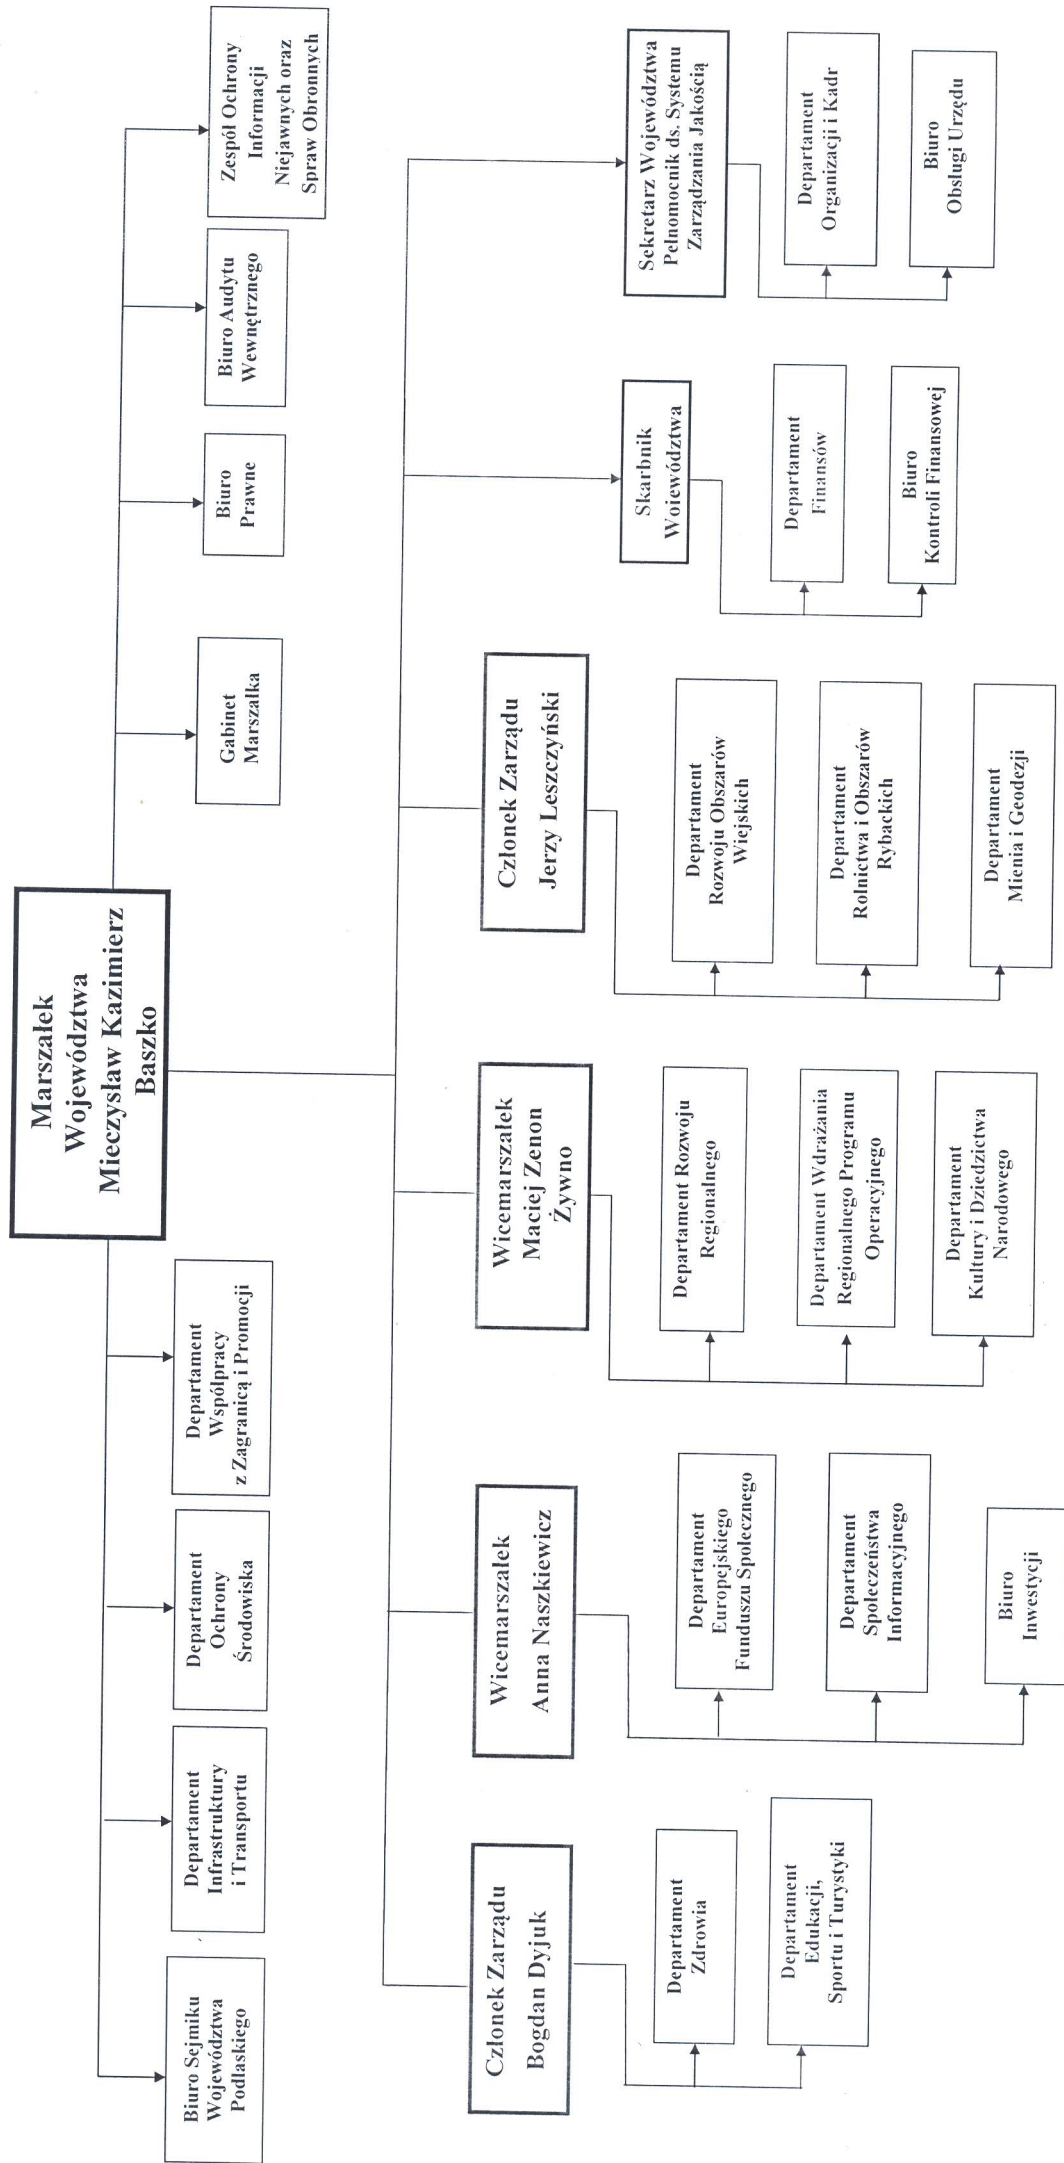 Marszałek
Województwa
Mieczysław Kazimierz
Baszko
Biuro Sejmiku
Województwa
Podlaskiego
Departament
Infrastruktury
i Transportu
Departament
Ochrony
Środowiska
Departament
Współpracy
z Zagranicą i Promocji
Gabinet
Marszałka
Biuro
Prawne
Biuro Audytu
Wewnętrznego
Zespół Ochrony
Informacji
Niejawnych oraz
Spraw Obronnych
Członek Zarządu
Bogdan Dyjuk
Departament
Zdrowia
Departament
Edukacji,
Sportu i Turystyki
Wicemarszałek
Anna Naszkiewicz
Departament
Europejskiego
Funduszu Społecznego
Departament
Społeczeństwa
Informacyjnego
Biuro
Inwestycji
Wicemarszałek
Maciej Zenon
Żywno
Departament Rozwoju
Regionalnego
Departament Wdrażania
Regionalnego Programu
Operacyjnego
Departament
Kultury i Dziedzictwa
Narodowego
Członek Zarządu
Jerzy Leszczyński
Departament
Rozwoju Obszarów
Wiejskich
Departament
Rolnictwa i Obszarów
Rybackich
Departament
Mienia i Geodezji
Skarbnik
Woiewództwa
Departament
Finansów
Biuro
Kontroli Finansowej
Sekretarz Województwa
Pełnomocnik ds. Systemu
Zarządzania Jakością
Departament
Organizacji i Kadr
Biuro
Obsługi Urzędu